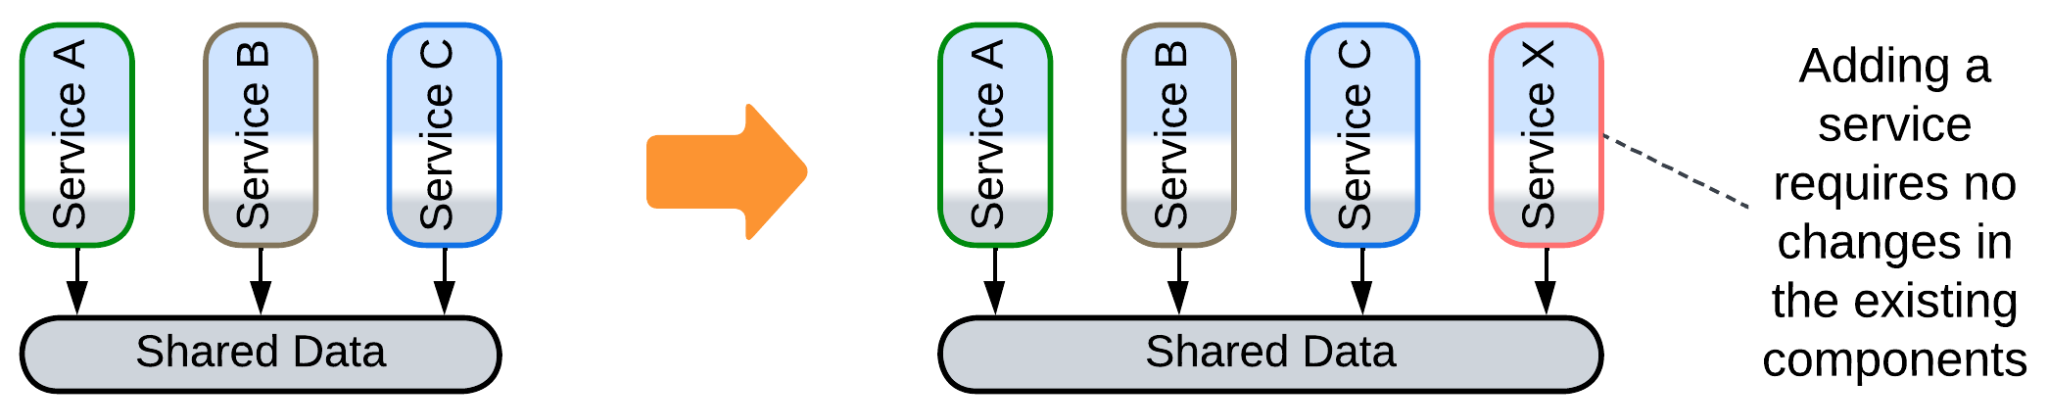 Service A
Service B
Service C
Shared Data
Service A
Service B
Service C
Service X
Shared Data
Adding a
service
requires no
changes in
the existing
components